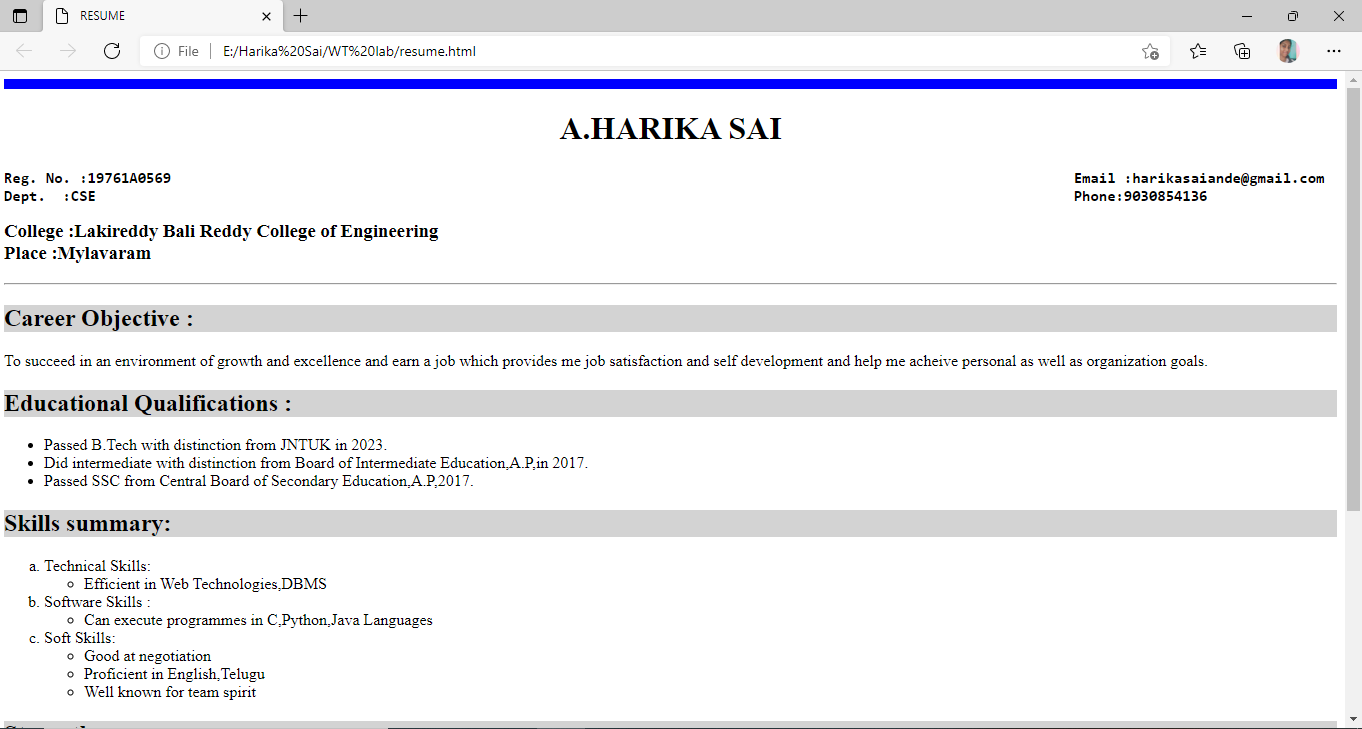 RESUME
File E:/Harika%20Sai/WT%20lab/resume.html
A.HARIKA SAI
Reg. No. :19761A0569 Email :harikasaiande@gmail.com
Dept. :CSE Phone:9030854136
College :Lakireddy Bali Reddy College of Engineering
Place :Mylavaram
Career Objective :
To succeed in an environment of growth and excellence and earn a job which provides me job satisfaction and self development and help me acheive personal as well as organization goals.
Educational Qualifications :
• Passed B.Tech with distinction from JNTUK in 2023.
• Did intermediate with distinction from Board of Intermediate Education,A.P,in 2017.
• Passed SSC from Central Board of Secondary Education,A.P,2017.
Skills summary:
a. Technical Skills:
◦ Efficient in Web Technologies,DBMS
b. Software Skills :
◦ Can execute programmes in C,Python,Java Languages
c. Soft Skills:
◦ Good at negotiation
◦ Proficient in English,Telugu
◦ Well known for team spirit